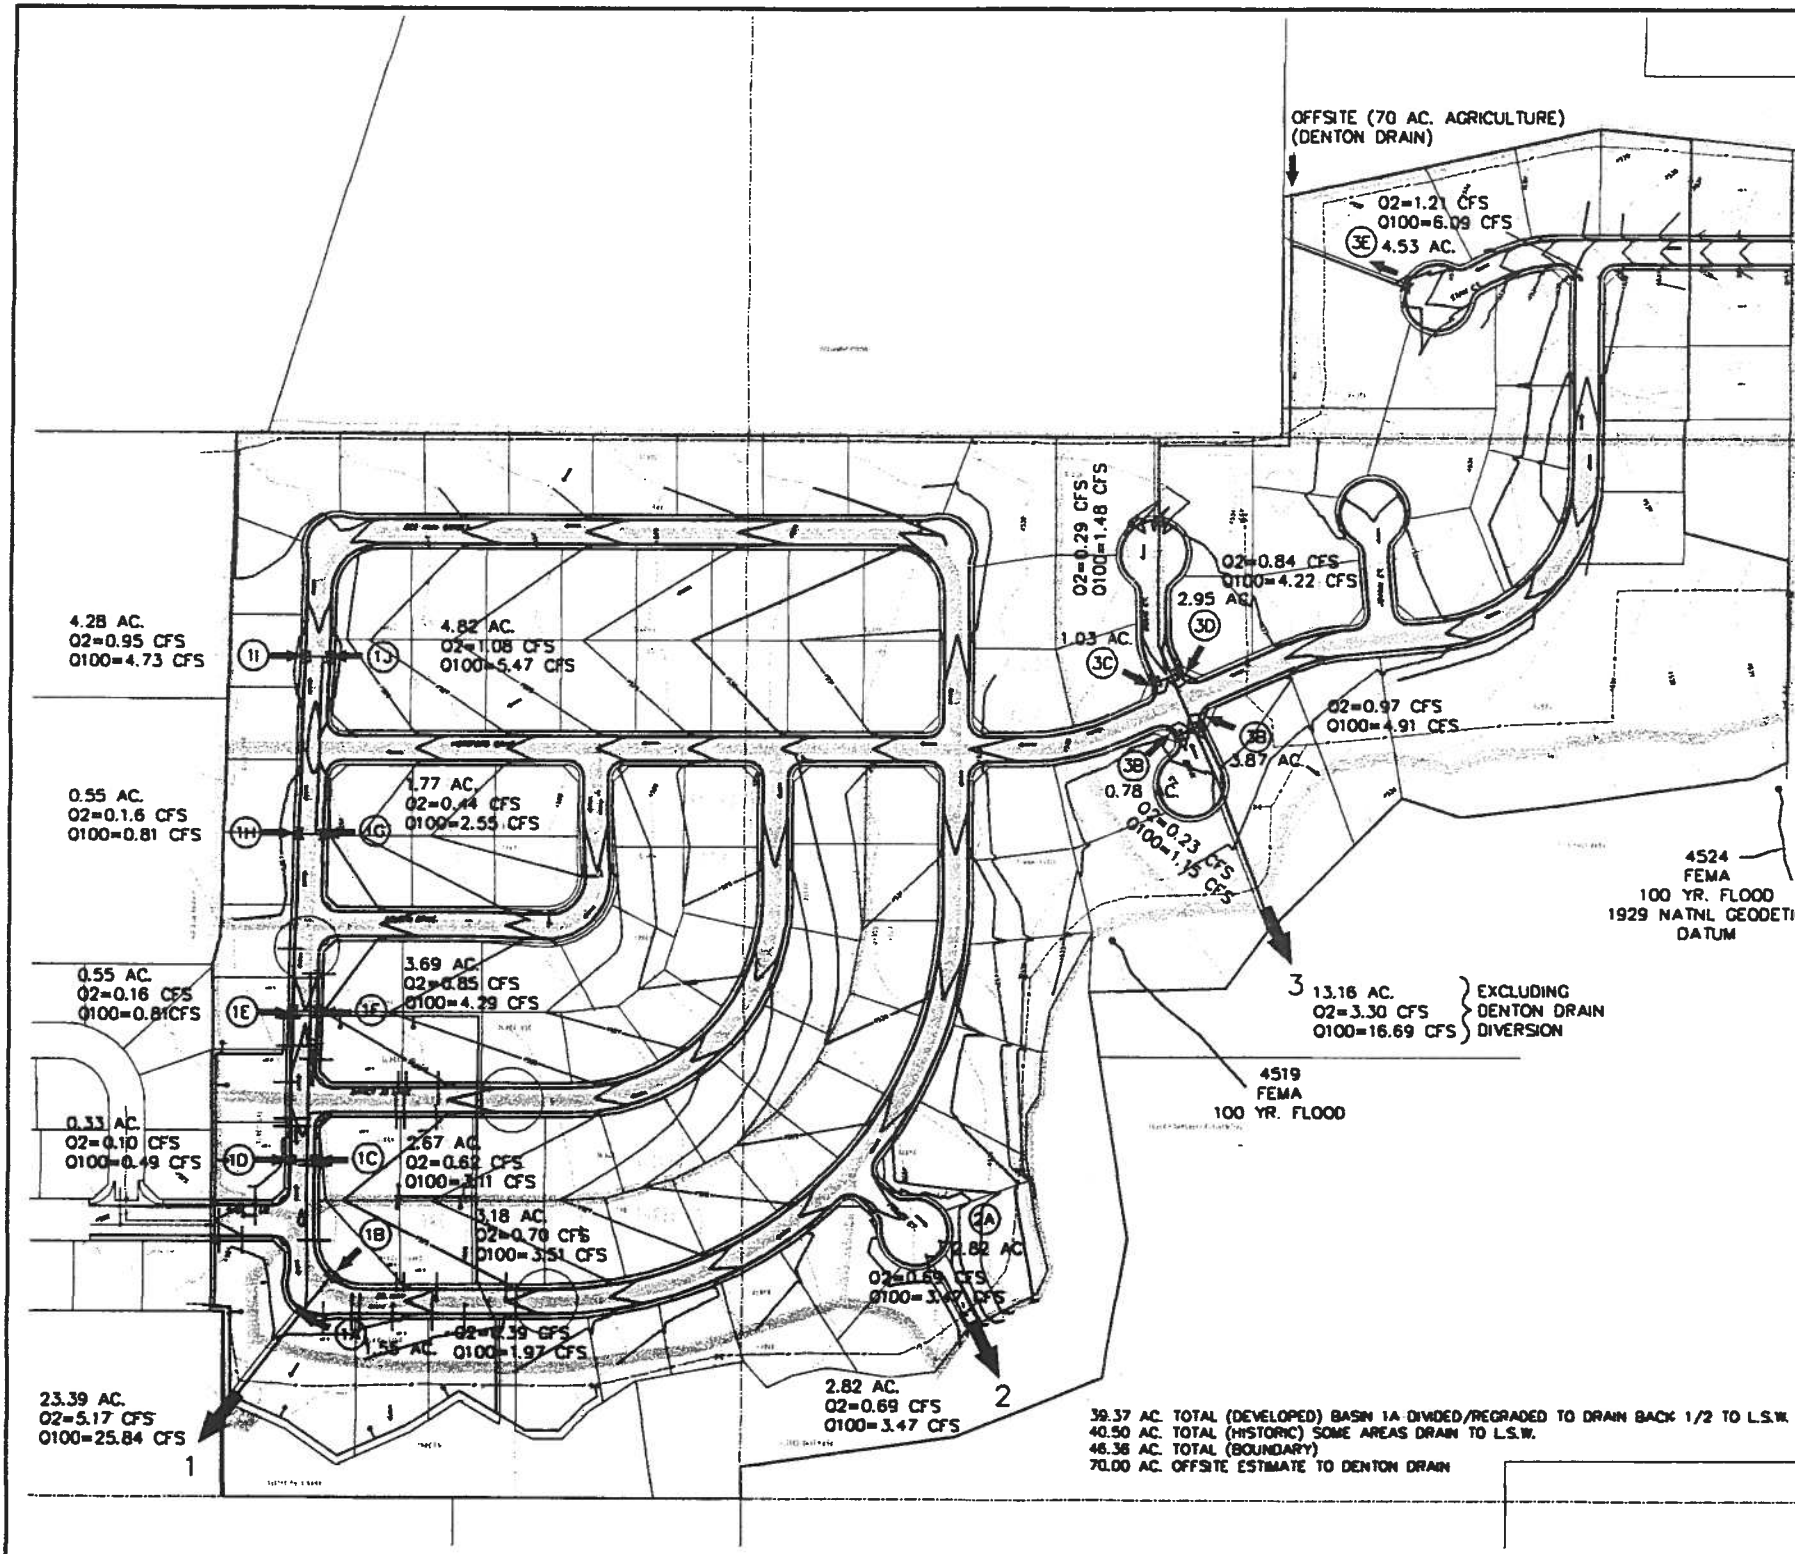 OFFSITE (70 AC. AGRICULTURE)
(DENTON DRAIN)
Q2=1.21 CFS
Q100=6.09 CFS
3E 4.53 AC.
Q2=0.29 CFS
Q100=1.48 CFS
Q2=0.84 CFS
Q100=4.22 CFS
2.95 AC.
3D
1.03 AC.
3C
4.28 AC.
Q2=0.95 CFS
Q100=4.73 CFS
1I
1J
4.82 AC.
Q2=1.08 CFS
Q100=5.47 CFS
Q2=0.97 CFS
Q100=4.91 CFS
3B
3.87 AC.
3B
0.78
AC.
Q2=0.23 CFS
Q100=1.15 CFS
0.55 AC.
Q2=0.1.6 CFS
Q100=0.81 CFS
1H
1G
1.77 AC.
Q2=0.44 CFS
Q100=2.55 CFS
4524
FEMA
100 YR. FLOOD
1929 NATNL GEODETI
DATUM
0.55 AC.
Q2=0.16 CFS
Q100=0.81CFS
1E
1F
3.69 AC.
Q2=0.85 CFS
Q100=4.29 CFS
3
13.16 AC.
Q2=3.30 CFS
Q100=16.69 CFS
EXCLUDING
DENTON DRAIN
DIVERSION
4519
FEMA
100 YR. FLOOD
0.33 AC.
Q2=0.10 CFS
Q100=0.49 CFS
1D
1C
2.67 AC.
Q2=0.62 CFS
Q100=3.11 CFS
1B
3.18 AC.
Q2=0.70 CFS
Q100=3.51 CFS
2A
2.82 AC.
Q2=0.69 CFS
Q100=3.47 CFS
1A
1.55 AC.
Q2=0.39 CFS
Q100=1.97 CFS
23.39 AC.
Q2=5.17 CFS
Q100=25.84 CFS
1
2.82 AC.
Q2=0.69 CFS
Q100=3.47 CFS
2
39.37 AC. TOTAL (DEVELOPED) BASIN 1A DIVIDED/REGRADED TO DRAIN BACK 1/2 TO L.S.W.
40.50 AC. TOTAL (HISTORIC) SOME AREAS DRAIN TO L.S.W.
46.36 AC. TOTAL (BOUNDARY)
70.00 AC. OFFSITE ESTIMATE TO DENTON DRAIN